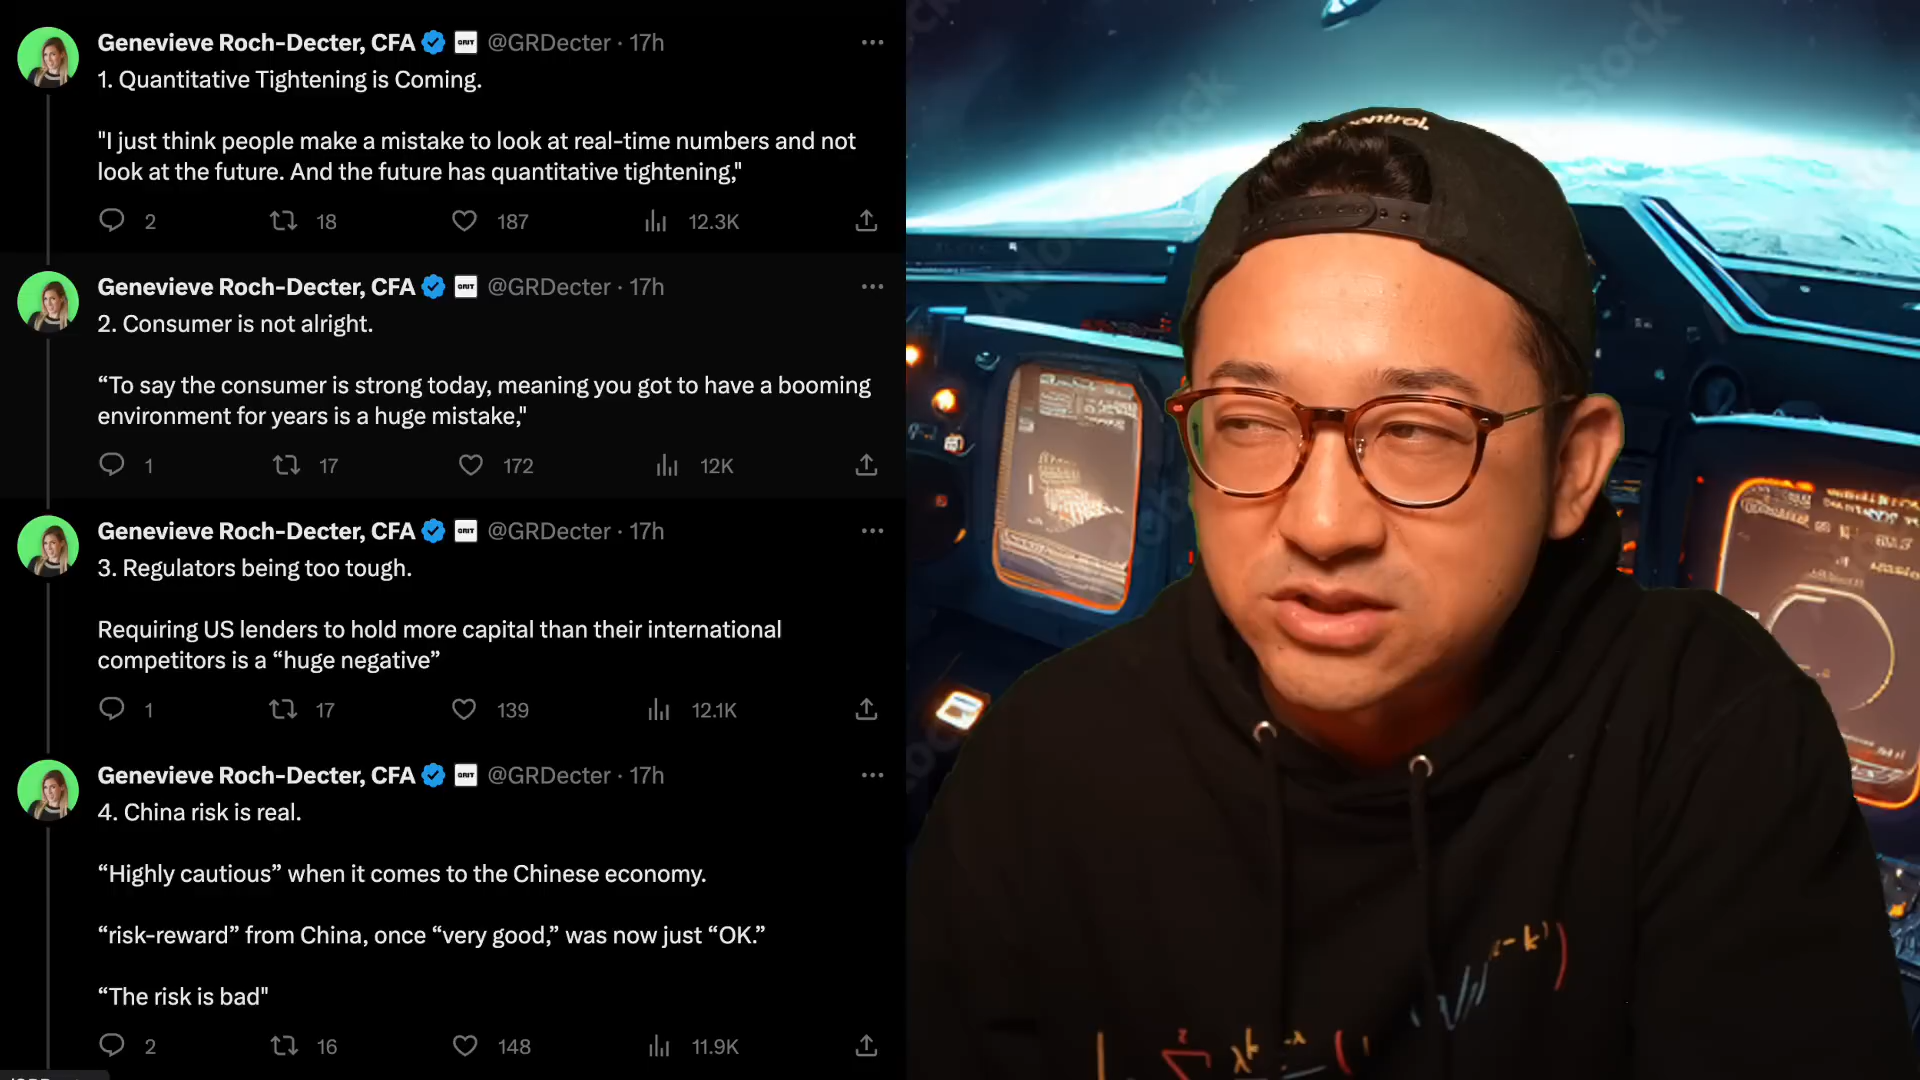 Genevieve Roch-Decter, CFA GRIT @GRDecter · 17h
1. Quantitative Tightening is Coming.
"I just think people make a mistake to look at real-time numbers and not
look at the future. And the future has quantitative tightening,"
2 18 187 12.3K
Genevieve Roch-Decter, CFA GRIT @GRDecter · 17h
2. Consumer is not alright.
“To say the consumer is strong today, meaning you got to have a booming
environment for years is a huge mistake,"
1 17 172 12K
Genevieve Roch-Decter, CFA GRIT @GRDecter · 17h
3. Regulators being too tough.
Requiring US lenders to hold more capital than their international
competitors is a “huge negative”
1 17 139 12.1K
Genevieve Roch-Decter, CFA GRIT @GRDecter · 17h
4. China risk is real.
“Highly cautious” when it comes to the Chinese economy.
“risk-reward” from China, once “very good,” was now just “OK.”
“The risk is bad"
2 16 148 11.9K